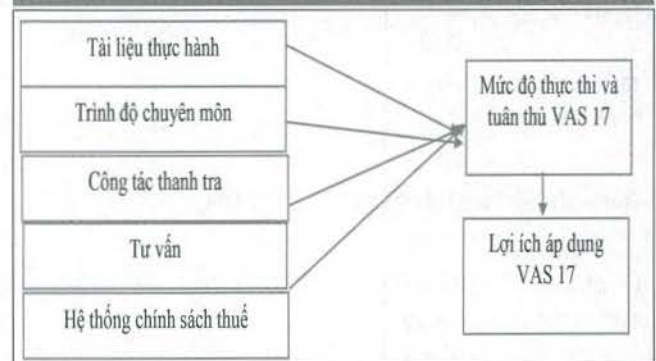 Tài liệu thực hành
Trình độ chuyên môn
Công tác thanh tra
Tư vấn
Hệ thống chính sách thuế
Mức độ thực thi và
tuân thủ VAS 17
Lợi ích áp dụng
VAS 17